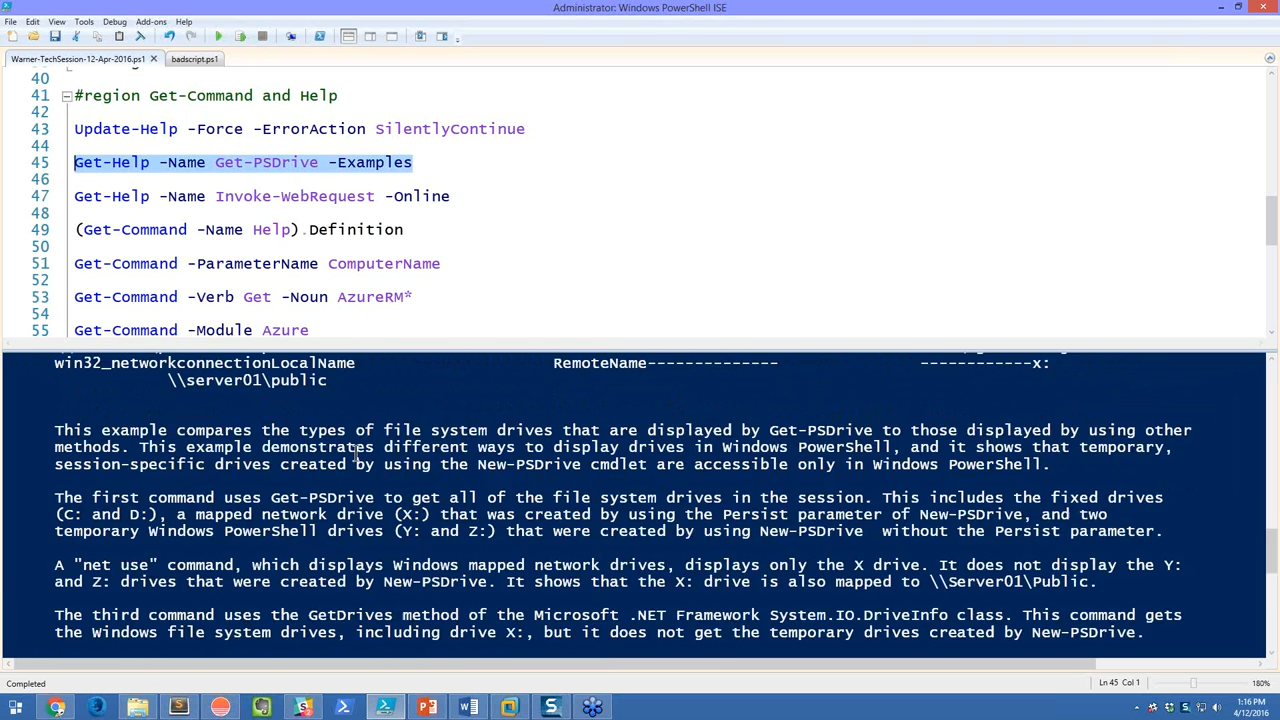 Administrator: Windows PowerShell ISE
File Edit View Tools Debug Add-ons Help
Warner-TechSession-12-Apr-2016.ps1 badscript.ps1
40
41 #region Get-Command and Help
42
43 Update-Help -Force -ErrorAction SilentlyContinue
44
45 Get-Help -Name Get-PSDrive -Examples
46
47 Get-Help -Name Invoke-WebRequest -Online
48
49 (Get-Command -Name Help).Definition
50
51 Get-Command -ParameterName ComputerName
52
53 Get-Command -Verb Get -Noun AzureRM*
54
55 Get-Command -Module Azure
win32_networkconnectionLocalName RemoteName-------------- ------------x:
\\server01\public
This example compares the types of file system drives that are displayed by Get-PSDrive to those displayed by using other
methods. This example demonstrates different ways to display drives in Windows PowerShell, and it shows that temporary,
session-specific drives created by using the New-PSDrive cmdlet are accessible only in Windows PowerShell.
The first command uses Get-PSDrive to get all of the file system drives in the session. This includes the fixed drives
(C: and D:), a mapped network drive (X:) that was created by using the Persist parameter of New-PSDrive, and two
temporary Windows PowerShell drives (Y: and Z:) that were created by using New-PSDrive  without the Persist parameter.
A "net use" command, which displays Windows mapped network drives, displays only the X drive. It does not display the Y:
and Z: drives that were created by New-PSDrive. It shows that the X: drive is also mapped to \\Server01\Public.
The third command uses the GetDrives method of the Microsoft .NET Framework System.IO.DriveInfo class. This command gets
the Windows file system drives, including drive X:, but it does not get the temporary drives created by New-PSDrive.
Completed Ln 45 Col 1 180%
1:16 PM
4/12/2016